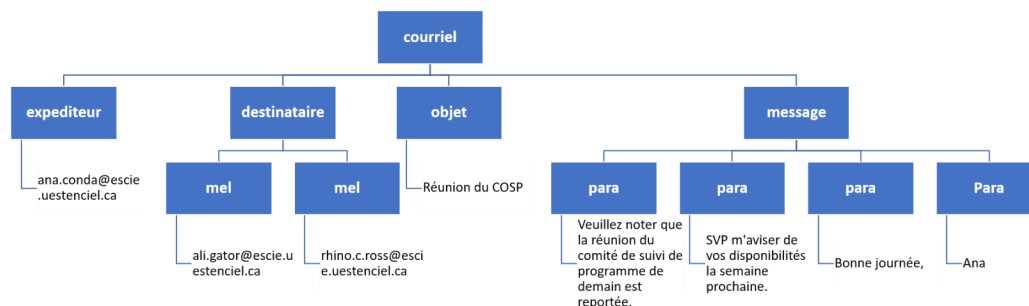 courriel
expéditeur
destinataire
objet
message
ana.conda@escie
.uestenciel.ca
mel
mel
Réunion du COSP
para
para
para
Para
ali.gator@escie.u
estenciel.ca
rhino.c.ross@esci
e.uestenciel.ca
Veuillez noter que
la réunion du
comité de suivi de
programme de
demain est
reportée.
SVP m'aviser de
vos disponibilités
la semaine
prochaine.
Bonne journée,
Ana